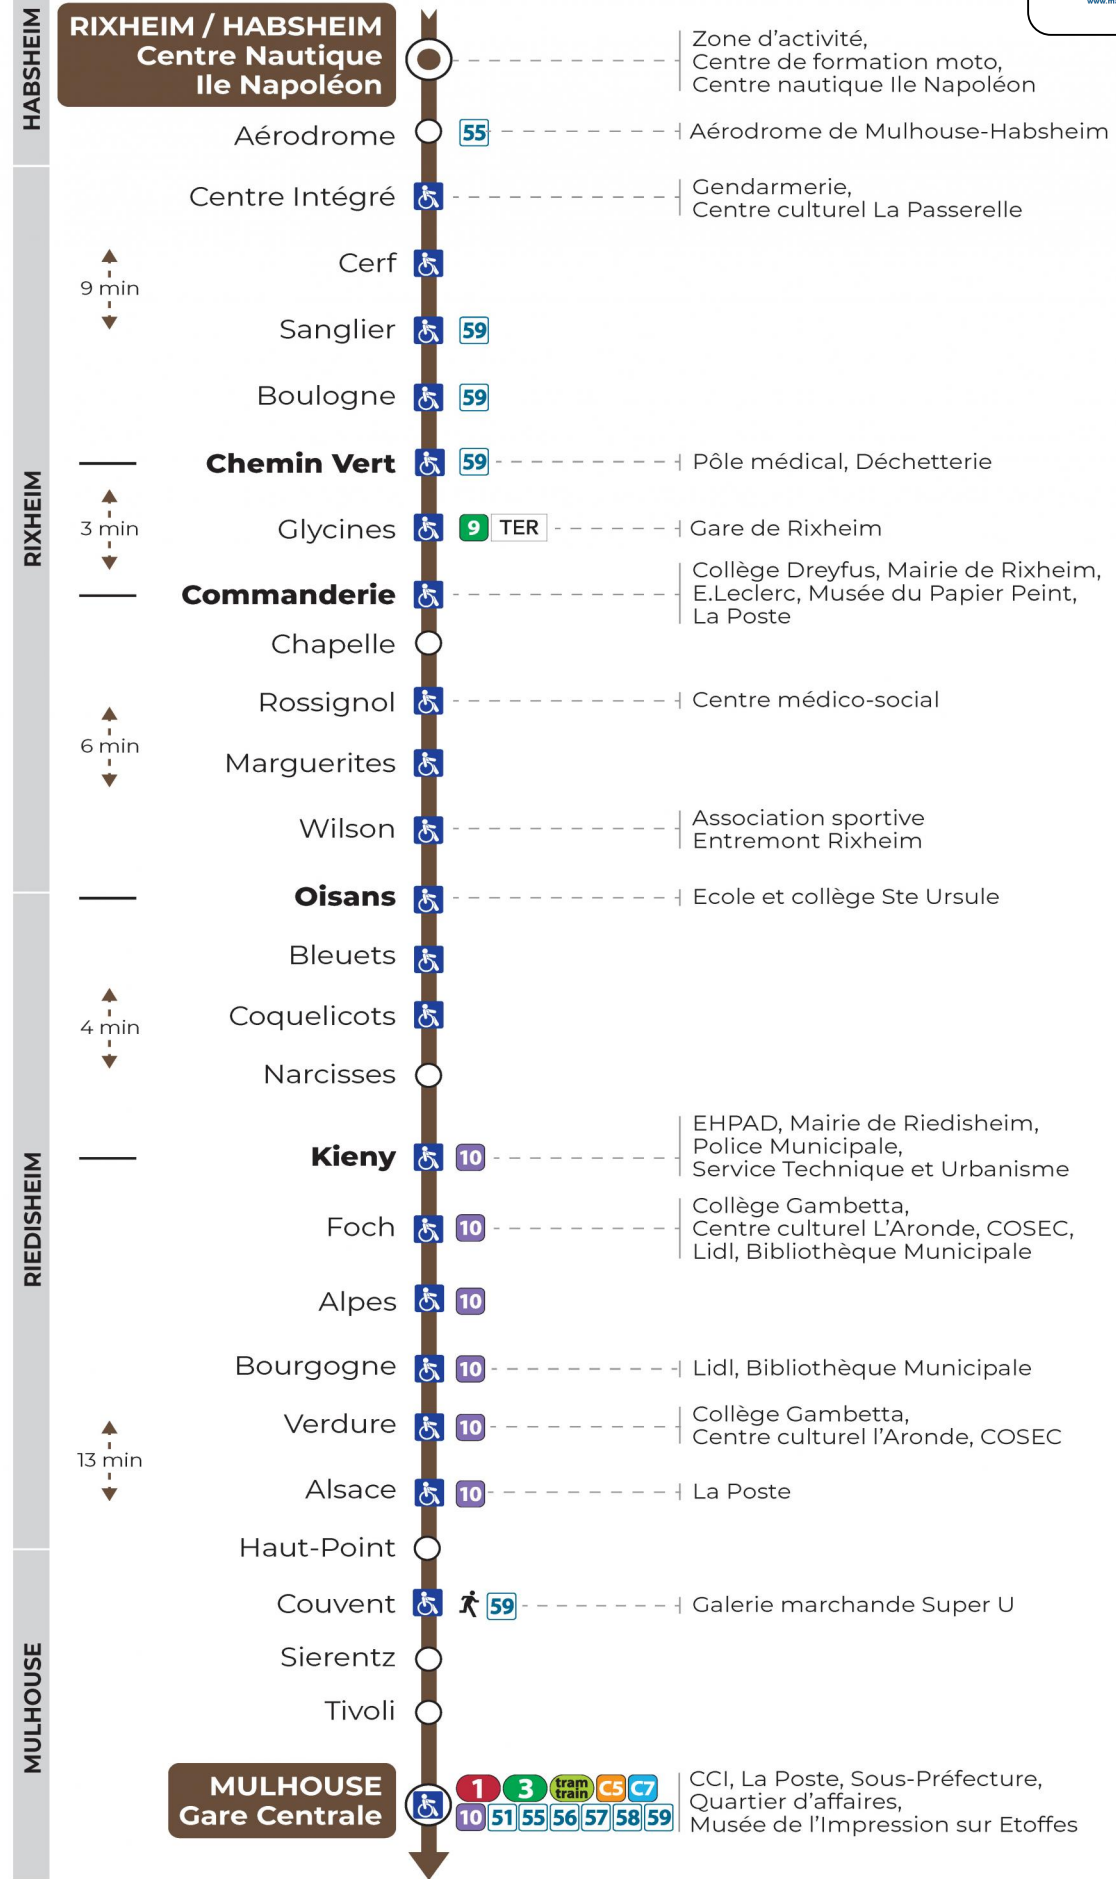 www.m
HABSHEIM
RIXHEIM / HABSHEIM
Centre Nautique
Ile Napoléon
Zone d’activité,
Centre de formation moto,
Centre nautique Ile Napoléon
Aérodrome 55 Aérodrome de Mulhouse-Habsheim
RIXHEIM
Centre Intégré
Gendarmerie,
Centre culturel La Passerelle
Cerf
9 min
Sanglier 59
Boulogne 59
Chemin Vert 59 Pôle médical, Déchetterie
3 min
Glycines 9 TER Gare de Rixheim
Commanderie
Collège Dreyfus, Mairie de Rixheim,
E.Leclerc, Musée du Papier Peint,
La Poste
Chapelle
Rossignol Centre médico-social
6 min
Marguerites
Wilson
Association sportive
Entremont Rixheim
RIEDISHEIM
Oisans Ecole et collège Ste Ursule
Bleuets
Coquelicots
4 min
Narcisses
Kieny 10
EHPAD, Mairie de Riedisheim,
Police Municipale,
Service Technique et Urbanisme
Foch 10
Collège Gambetta,
Centre culturel L’Aronde, COSEC,
Lidl, Bibliothèque Municipale
Alpes 10
Bourgogne 10 Lidl, Bibliothèque Municipale
Verdure 10
Collège Gambetta,
Centre culturel l’Aronde, COSEC
13 min
Alsace 10 La Poste
Haut-Point
MULHOUSE
Couvent 59 Galerie marchande Super U
Sierentz
Tivoli
MULHOUSE
Gare Centrale
1 3 tram train C5 C7
10 51 55 56 57 58 59
CCI, La Poste, Sous-Préfecture,
Quartier d’affaires,
Musée de l’Impression sur Etoffes